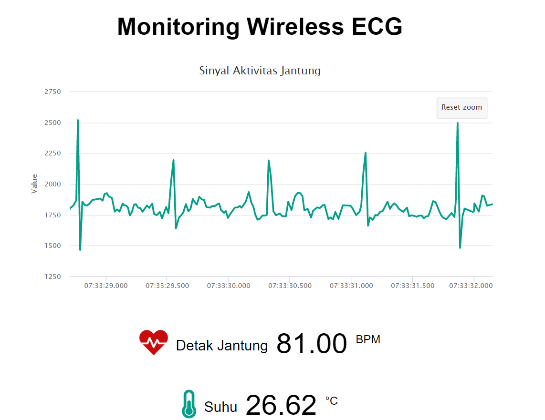 Monitoring Wireless ECG
Sinyal Aktivitas Jantung
Reset zoom
Value
2750
2500
2250
2000
1750
1500
1250
07:33:29.000 07:33:29.500 07:33:30.000 07:33:30.500 07:33:31.000 07:33:31.500 07:33:32.000
Detak Jantung 81.00 BPM
Suhu 26.62 °C